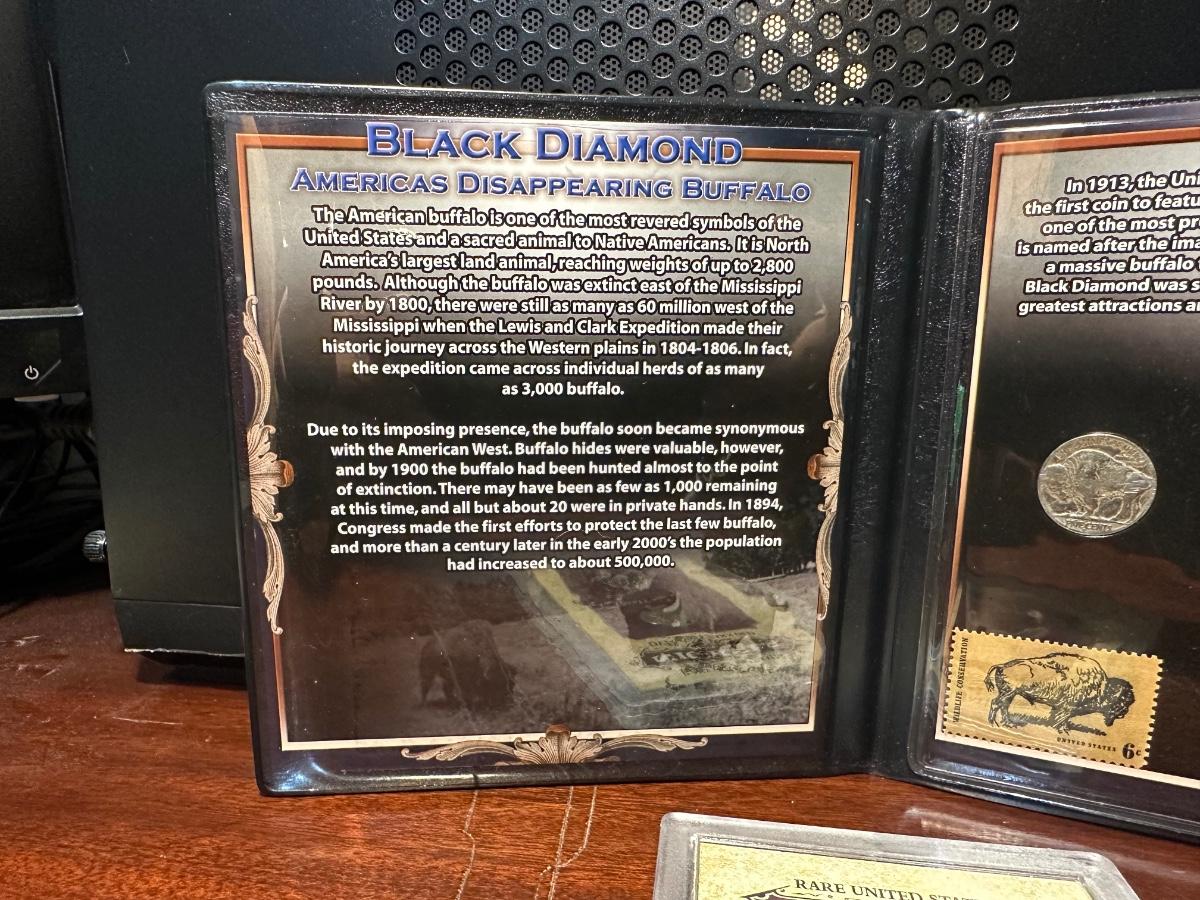 BLACK DIAMOND
AMERICAS DISAPPEARING BUFFALO
The American buffalo is one of the most revered symbols of the
United States and a sacred animal to Native Americans. It is North
America's largest land animal, reaching weights of up to 2,800
pounds. Although the buffalo was extinct east of the Mississippi
River by 1800, there were still as many as 60 million west of the
Mississippi when the Lewis and Clark Expedition made their
historic journey across the Western plains in 1804-1806. In fact,
the expedition came across individual herds of as many
as 3,000 buffalo.
Due to its imposing presence, the buffalo soon became synonymous
with the American West. Buffalo hides were valuable, however,
and by 1900 the buffalo had been hunted almost to the point
of extinction. There may have been as few as 1,000 remaining
at this time, and all but about 20 were in private hands. In 1894,
Congress made the first efforts to protect the last few buffalo,
and more than a century later in the early 2000's the population
had increased to about 500,000.
In 1913, the Uni
the first coin to featu
one of the most pr
is named after the ima
a massive buffalo
Black Diamond was s
greatest attractions a
FIVE CENTS
WILDLIFE CONSERVATION
UNITED STATES 6c
RARE UNITED STAT